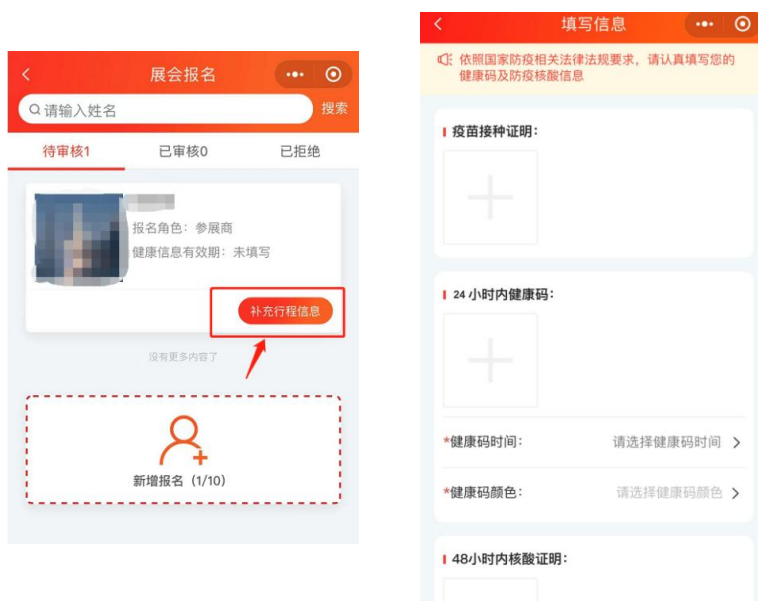 展会报名
请输入姓名
搜索
待审核1
已审核0
已拒绝
报名角色：参展商
健康信息有效期：未填写
补充行程信息
没有更多内容了
新增报名（1/10）
填写信息
依照国家防疫相关法律法规要求，请认真填写您的
健康码及防疫核酸信息
疫苗接种证明：
24 小时内健康码：
*健康码时间：
请选择健康码时间
*健康码颜色：
请选择健康码颜色
48小时内核酸证明：